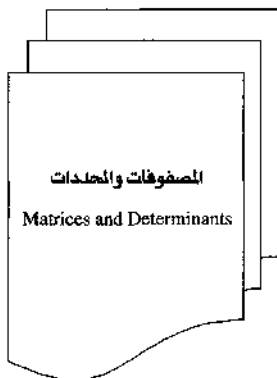 المصفوفات والمحددات
Matrices and Determinants